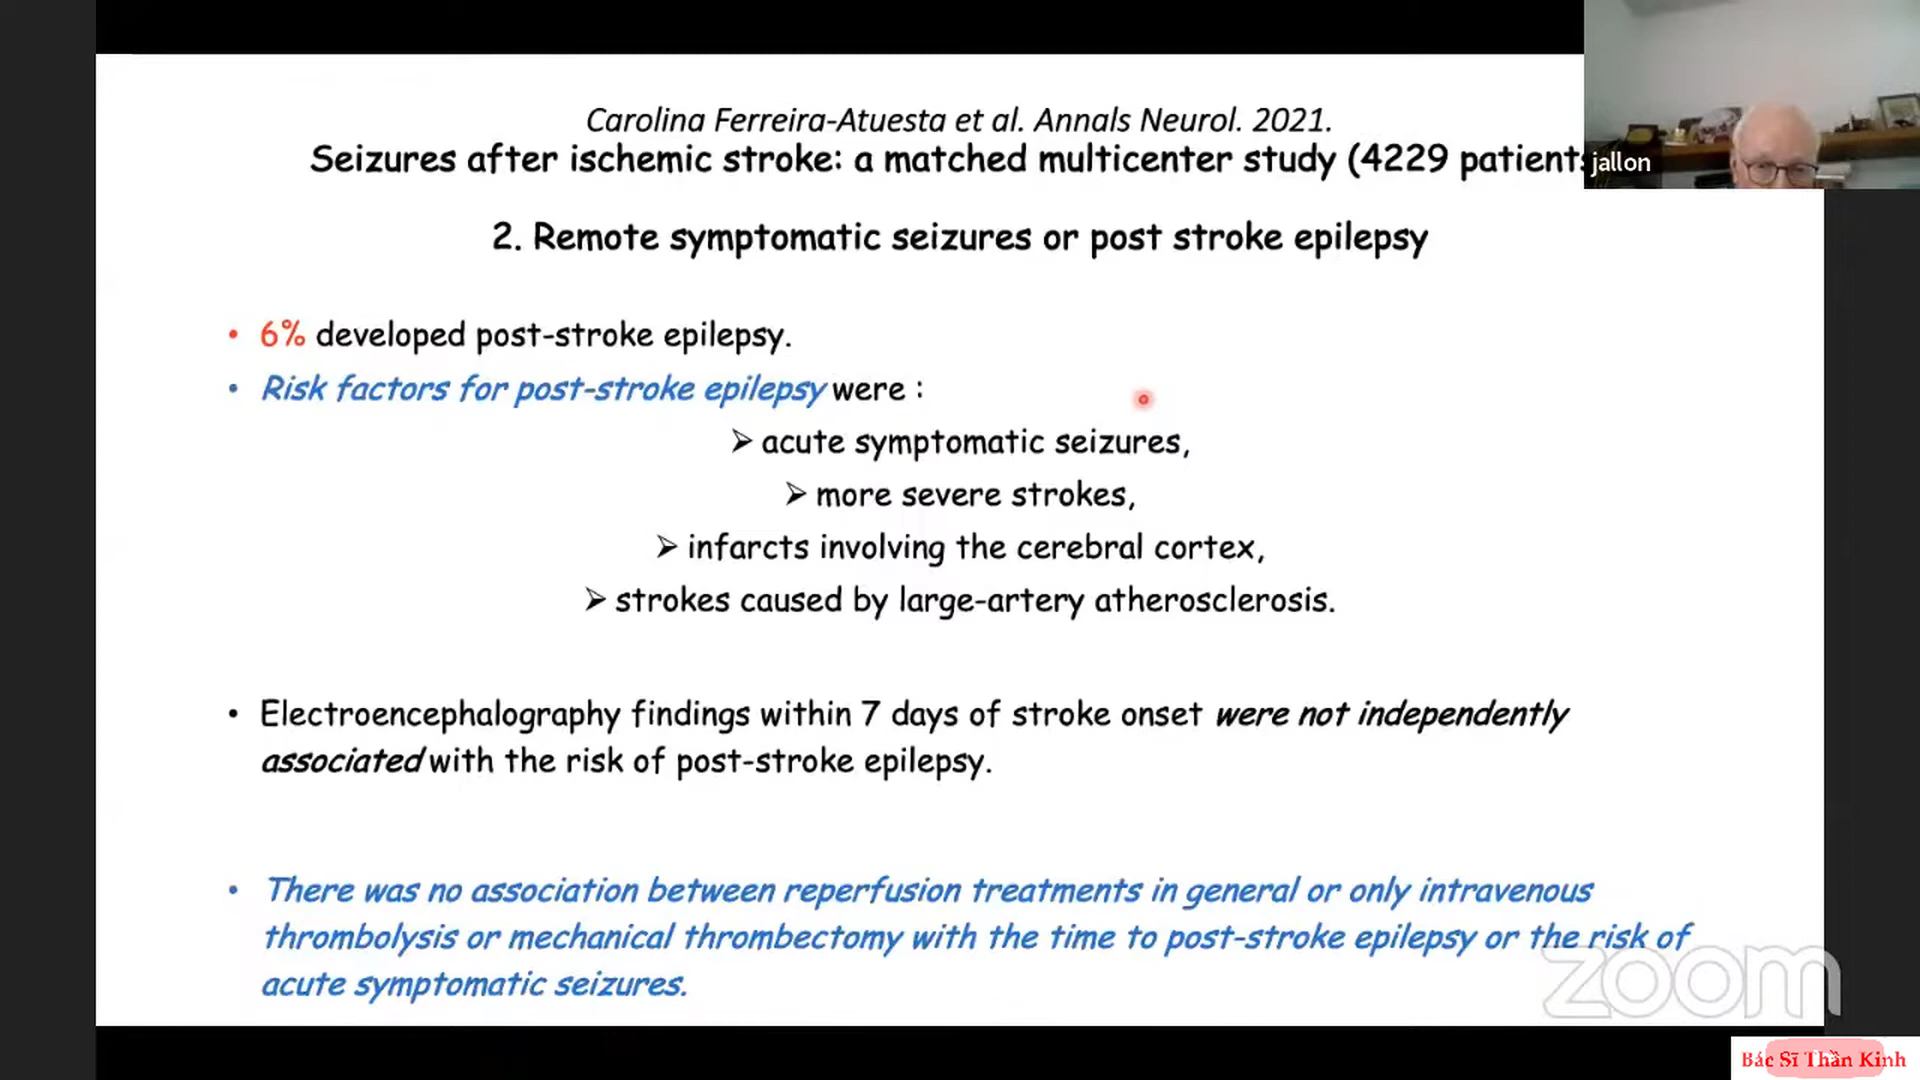 Carolina Ferreira-Atuesta et al. Annals Neurol. 2021.
Seizures after ischemic stroke: a matched multicenter study (4229 patients
jallon
2. Remote symptomatic seizures or post stroke epilepsy
• 6% developed post-stroke epilepsy.
• Risk factors for post-stroke epilepsy were :
➢ acute symptomatic seizures,
➢ more severe strokes,
➢ infarcts involving the cerebral cortex,
➢ strokes caused by large-artery atherosclerosis.
• Electroencephalography findings within 7 days of stroke onset were not independently
associated with the risk of post-stroke epilepsy.
• There was no association between reperfusion treatments in general or only intravenous
thrombolysis or mechanical thrombectomy with the time to post-stroke epilepsy or the risk of
acute symptomatic seizures.
zoom
Bác Sĩ Thần Kinh